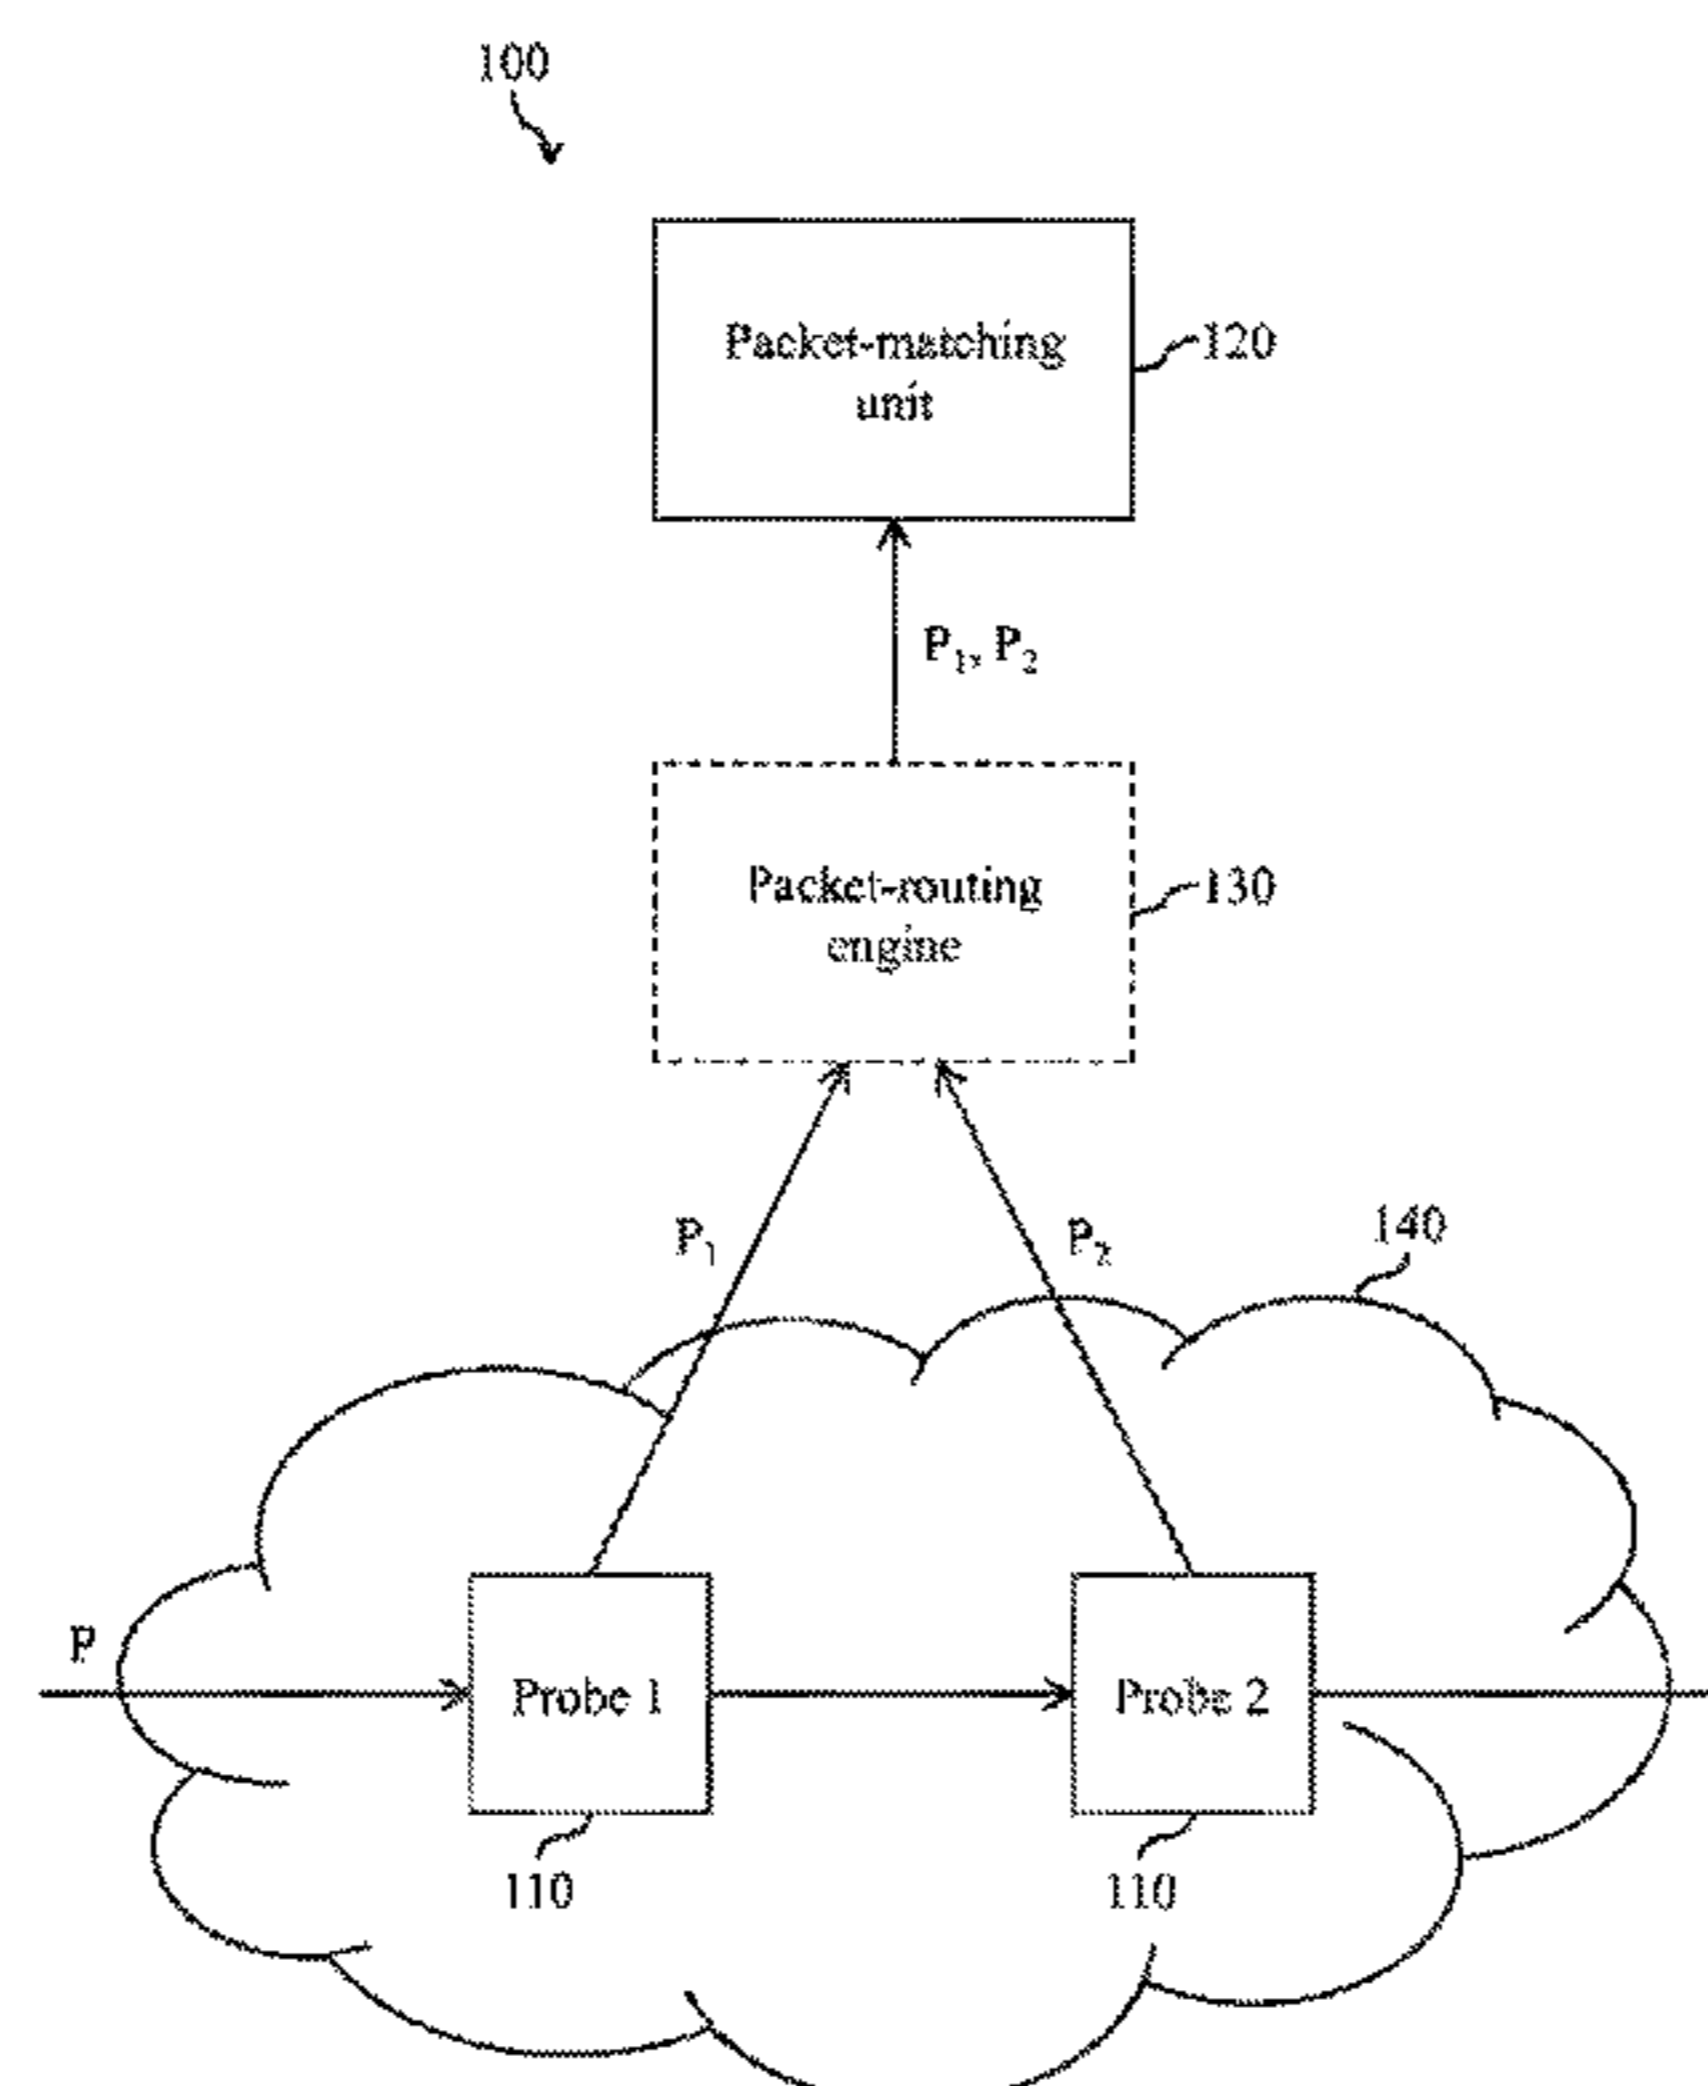 100
Packet-matching
unit
120
P1, P2
Packet-routing
engine
130
P1
P2
140
P
Probe 1
Probe 2
110
110